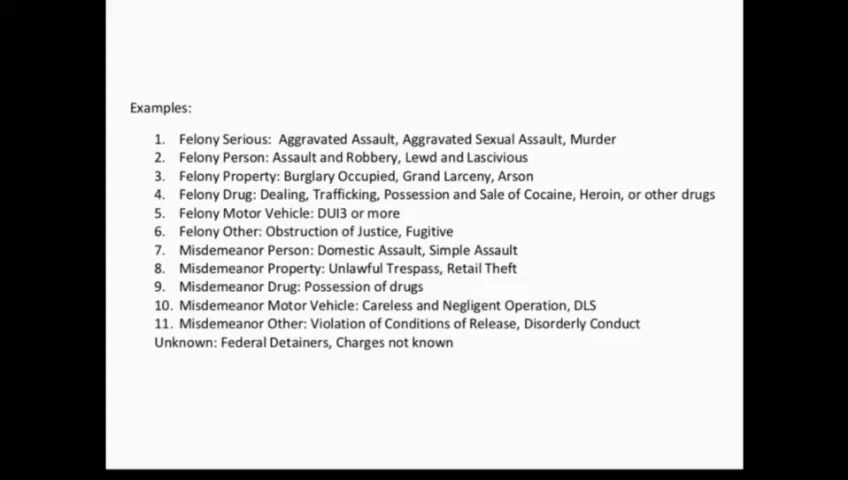 Examples:
1. Felony Serious: Aggravated Assault, Aggravated Sexual Assault, Murder
2. Felony Person: Assault and Robbery, Lewd and Lascivious
3. Felony Property: Burglary Occupied, Grand Larceny, Arson
4. Felony Drug: Dealing, Trafficking, Possession and Sale of Cocaine, Heroin, or other drugs
5. Felony Motor Vehicle: DUI3 or more
6. Felony Other: Obstruction of Justice, Fugitive
7. Misdemeanor Person: Domestic Assault, Simple Assault
8. Misdemeanor Property: Unlawful Trespass, Retail Theft
9. Misdemeanor Drug: Possession of drugs
10. Misdemeanor Motor Vehicle: Careless and Negligent Operation, DLS
11. Misdemeanor Other: Violation of Conditions of Release, Disorderly Conduct
Unknown: Federal Detainers, Charges not known